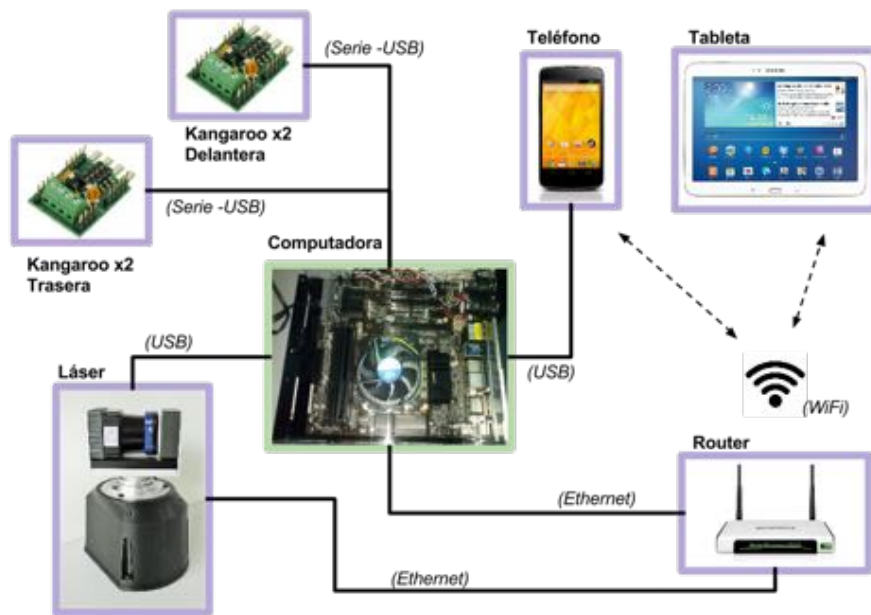 (Serie -USB)
Teléfono
Tableta
Kangaroo x2
Delantera
(Serie -USB)
Computadora
Kangaroo x2
Trasera
(USB)
(USB)
Láser
(WiFi)
Router
(Ethernet)
(Ethernet)